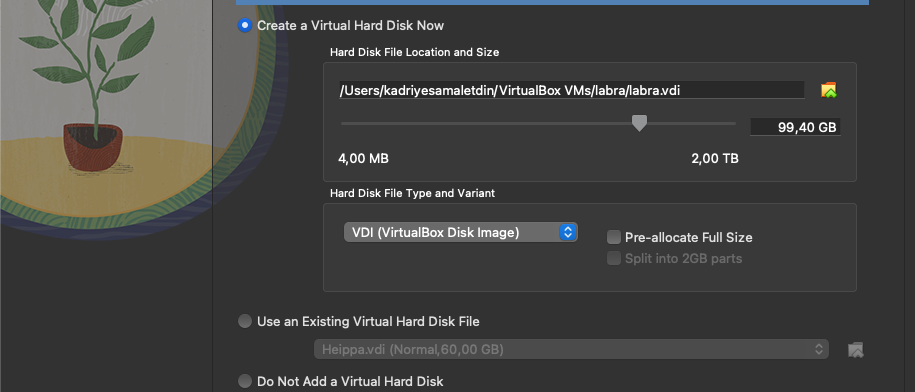 Create a Virtual Hard Disk Now
Hard Disk File Location and Size
/Users/kadriyesamaletdin/VirtualBox VMs/labra/labra.vdi
99,40 GB
4,00 MB
2,00 TB
Hard Disk File Type and Variant
VDI (VirtualBox Disk Image)
Pre-allocate Full Size
Split into 2GB parts
Use an Existing Virtual Hard Disk File
Heippa.vdi (Normal,60,00 GB)
Do Not Add a Virtual Hard Disk